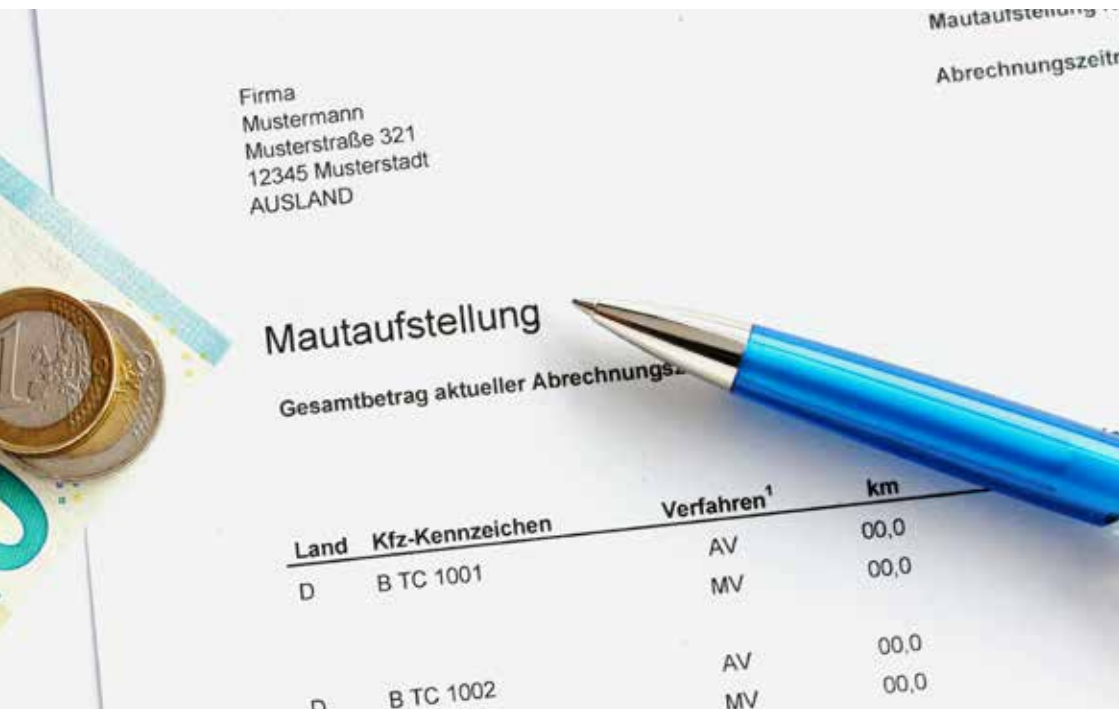 Mautaufstellung
Abrechnungszeitr
Firma
Mustermann
Musterstraße 321
12345 Musterstadt
AUSLAND
Mautaufstellung
Gesamtbetrag aktueller Abrechnungsz
Land Kfz-Kennzeichen Verfahren¹ km
D B TC 1001 AV 00,0
MV 00,0
AV 00,0
D B TC 1002 MV 00,0
1